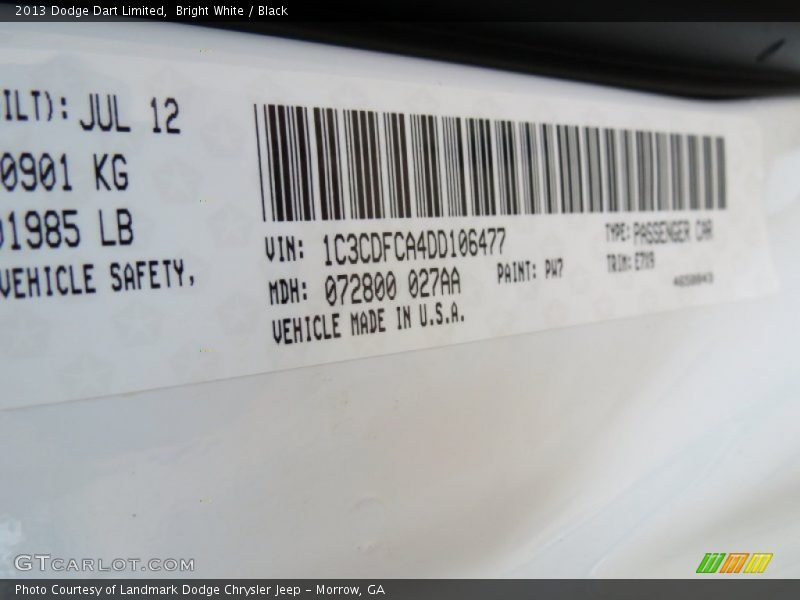 2013 Dodge Dart Limited, Bright White / Black
ILT): JUL 12
0901 KG
01985 LB
VEHICLE SAFETY,
VIN: 1C3CDFCA4DD106477
TYPE: PASSENGER CAR
MDH: 072800 027AA PAINT: PW7
TRIM:
VEHICLE MADE IN U.S.A.
GTCARLOT.COM
Photo Courtesy of Landmark Dodge Chrysler Jeep – Morrow, GA